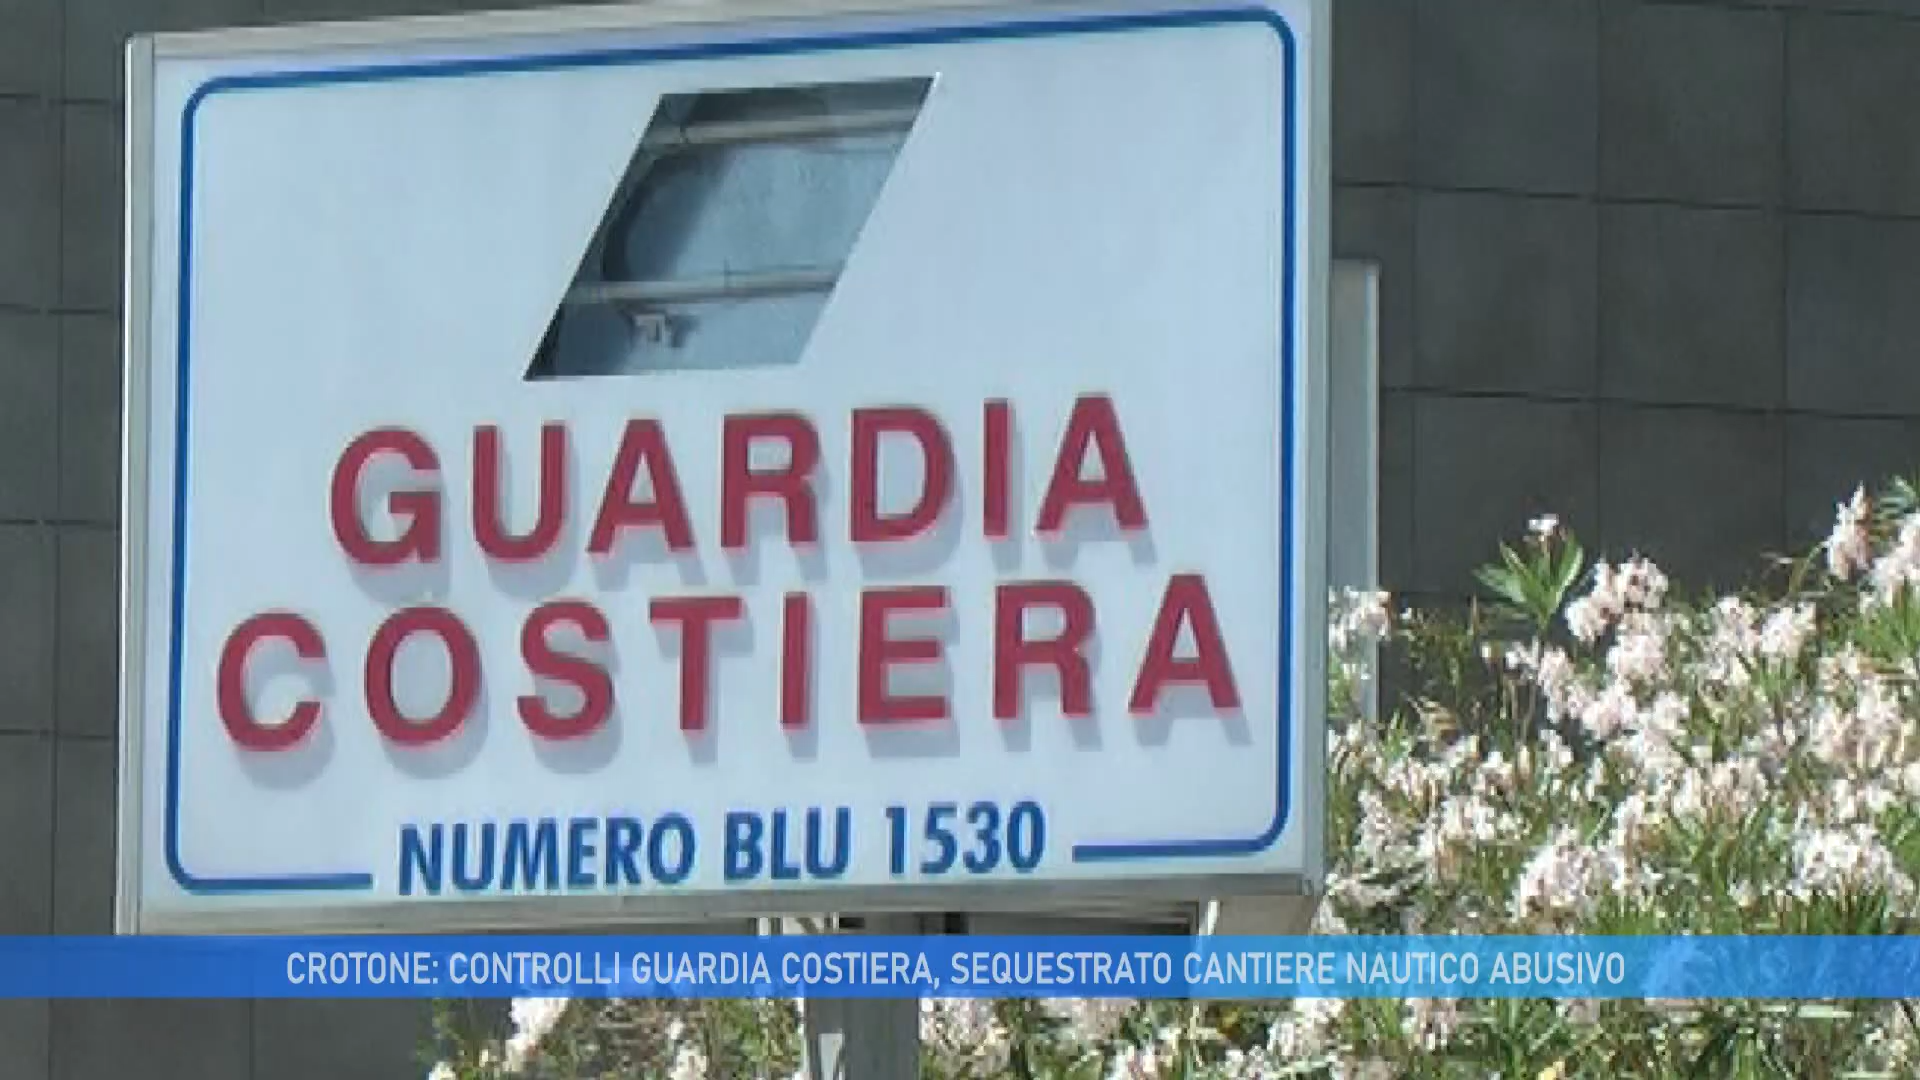 GUARDIA
COSTIERA
NUMERO BLU 1530
CROTONE: CONTROLLI GUARDIA COSTIERA, SEQUESTRATO CANTIERE NAUTICO ABUSIVO